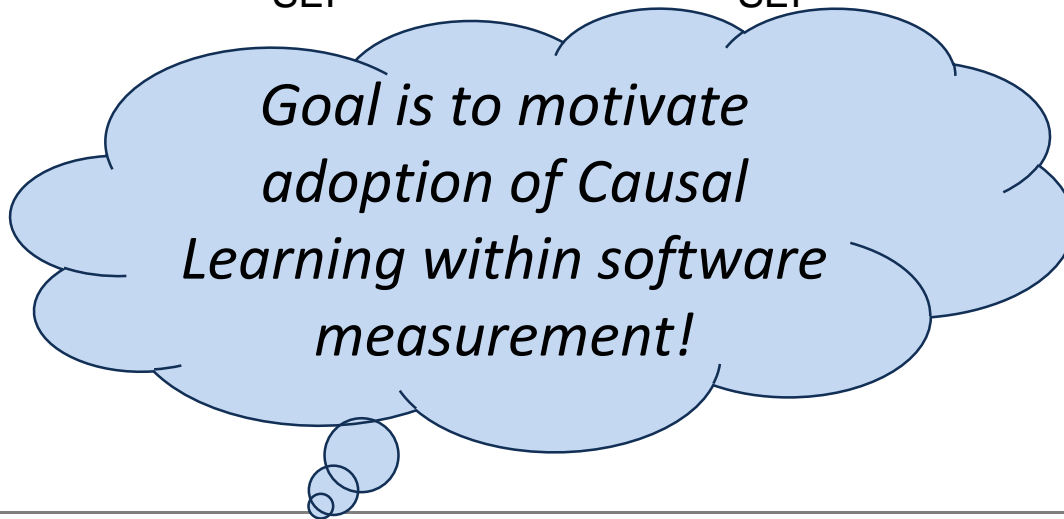 Goal is to motivate
adoption of Causal
Learning within software
measurement!